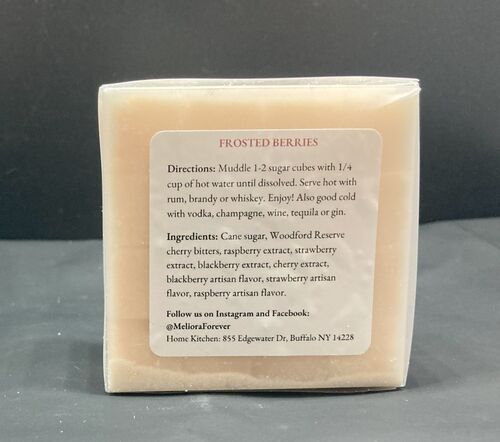 FROSTED BERRIES
Directions: Muddle 1-2 sugar cubes with 1/4
cup of hot water until dissolved. Serve hot with
rum, brandy or whiskey. Enjoy! Also good cold
with vodka, champagne, wine, tequila or gin.
Ingredients: Cane sugar, Woodford Reserve
cherry bitters, raspberry extract, strawberry
extract, blackberry extract, cherry extract,
blackberry artisan flavor, strawberry artisan
flavor, raspberry artisan flavor.
Follow us on Instagram and Facebook:
@MelioraForever
Home Kitchen: 855 Edgewater Dr, Buffalo NY 14228